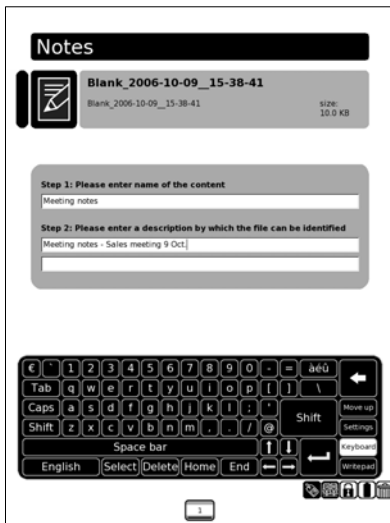 Notes
Blank_2006-10-09__15-38-41
Blank_2006-10-09__15-38-41 size: 10.0 KB
Step 1: Please enter name of the content
Meeting notes
Step 2: Please enter a description by which the file can be identified
Meeting notes - Sales meeting 9 Oct.
€ ` 1 2 3 4 5 6 7 8 9 0 - = àéû
Tab q w e r t y u i o p [ ] \
Caps a s d f g h j k l ; ' Shift Move up
Shift z x c v b n m , . / @ Settings
Space bar Keyboard
English Select Delete Home End Writepad
1